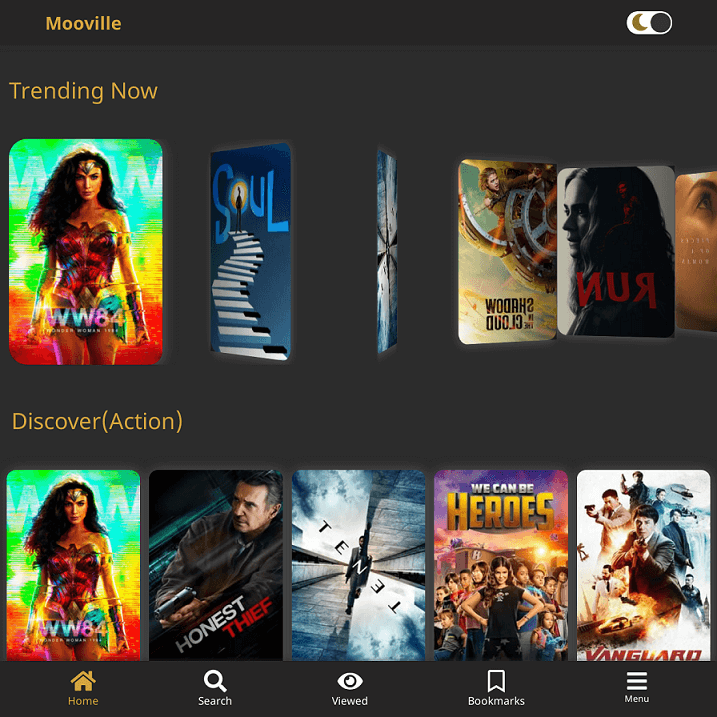 Mooville
Trending Now
WW84
WONDER WOMAN 1984
SOUL
SHADOW
IN THE
CLOUD
RUN
Discover(Action)
WW84
WONDER WOMAN 1984
HONEST
THIEF
TENET
WE CAN BE
HEROES
VANGUARD
Home
Search
Viewed
Bookmarks
Menu